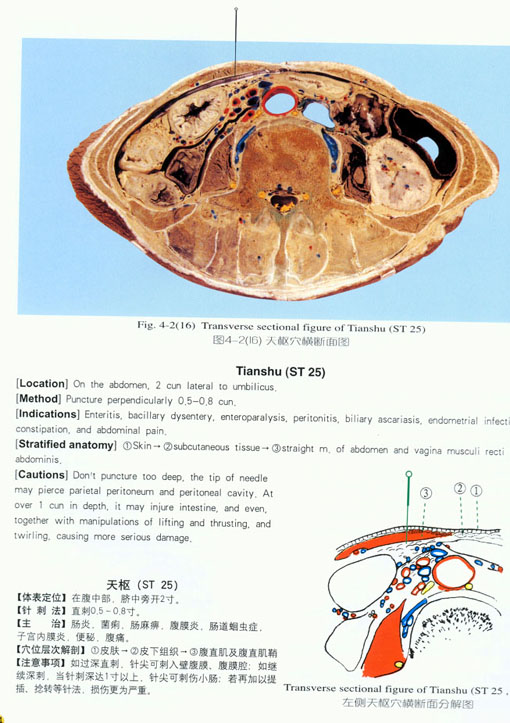 Fig. 4-2(16) Transverse sectional figure of Tianshu (ST 25)
图4-2(16) 天枢穴横断面图
Tianshu (ST 25)
[Location] On the abdomen, 2 cun lateral to umbilicus.
[Method] Puncture perpendicularly 0.5-0.8 cun.
[Indications] Enteritis, bacillary dysentery, enteroparalysis, peritonitis, biliary ascariasis, endometrial infecti
constipation, and abdominal pain.
[Stratified anatomy] ①Skin→②subcutaneous tissue→③straight m. of abdomen and vagina musculi recti
abdominis.
[Cautions] Don't puncture too deep, the tip of needle
may pierce parietal peritoneum and peritoneal cavity. At
over 1 cun in depth, it may injure intestine, and even,
together with manipulations of lifting and thrusting, and
twirling, causing more serious damage.
③ ② ①
天枢 (ST 25)
【体表定位】在腹中部，脐中旁开2寸。
【针 刺 法】直刺0.5-0.8寸。
【主 治】肠炎、菌痢、肠麻痹、腹膜炎、肠道蛔虫症，
子宫内膜炎，便秘，腹痛。
【穴位层次解剖】①皮肤→②皮下组织→③腹直肌及腹直肌鞘
【注意事项】如过深直刺，针尖可刺入壁腹膜、腹膜腔；如继
续深刺，当针刺深达1寸以上，针尖可刺伤小肠；若再加以提
插、捻转等针法，损伤更为严重。
Transverse sectional figure of Tianshu (ST 25 ,
左侧天枢穴横断面分解图